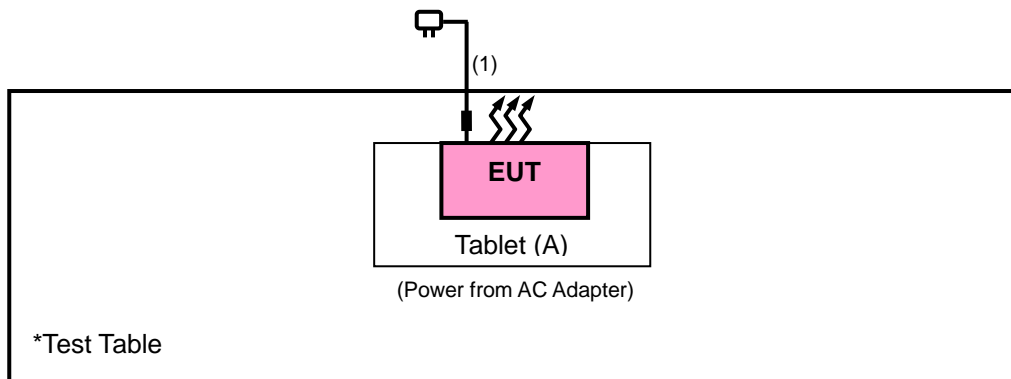 (1)
EUT
Tablet (A)
(Power from AC Adapter)
*Test Table